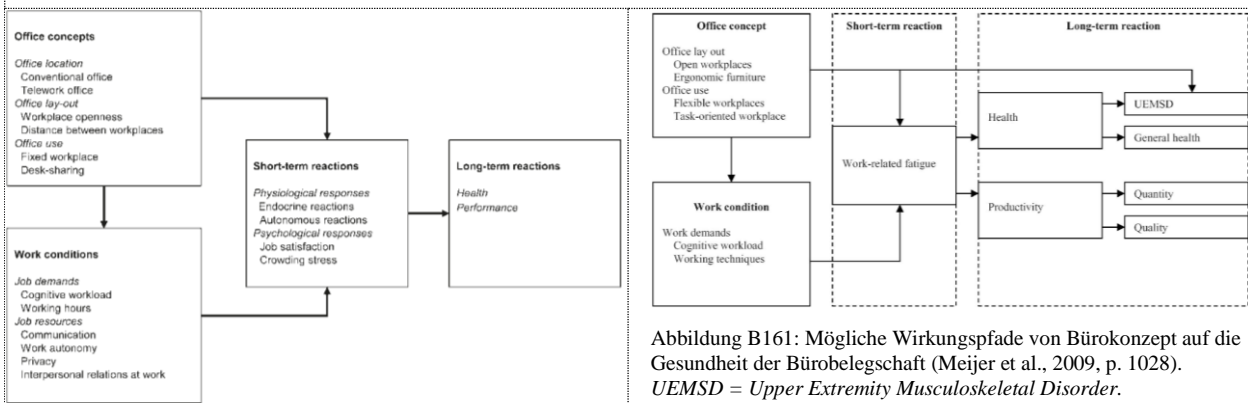 Office concepts
Office location
Conventional office
Telework office
Office lay-out
Workplace openness
Distance between workplaces
Office use
Fixed workplace
Desk-sharing
Work conditions
Job demands
Cognitive workload
Working hours
Job resources
Communication
Work autonomy
Privacy
Interpersonal relations at work
Short-term reactions
Physiological responses
Endocrine reactions
Autonomous reactions
Psychological responses
Job satisfaction
Crowding stress
Long-term reactions
Health
Performance
Office concept
Office lay out
Open workplaces
Ergonomic furniture
Office use
Flexible workplaces
Task-oriented workplace
Work condition
Work demands
Cognitive workload
Working techniques
Short-term reaction
Work-related fatigue
Long-term reaction
Health
UEMSD
General health
Productivity
Quantity
Quality
Abbildung B161: Mögliche Wirkungspfade von Bürokonzept auf die
Gesundheit der Bürobelegschaft (Meijer et al., 2009, p. 1028).
UEMSD = Upper Extremity Musculoskeletal Disorder.